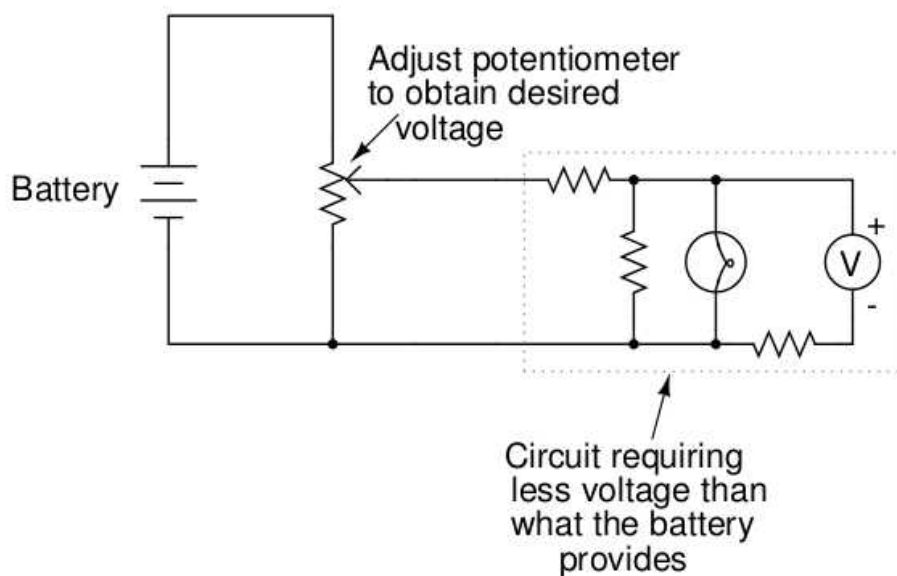 Adjust potentiometer
to obtain desired
voltage
Battery
+
V
-
Circuit requiring
less voltage than
what the battery
provides